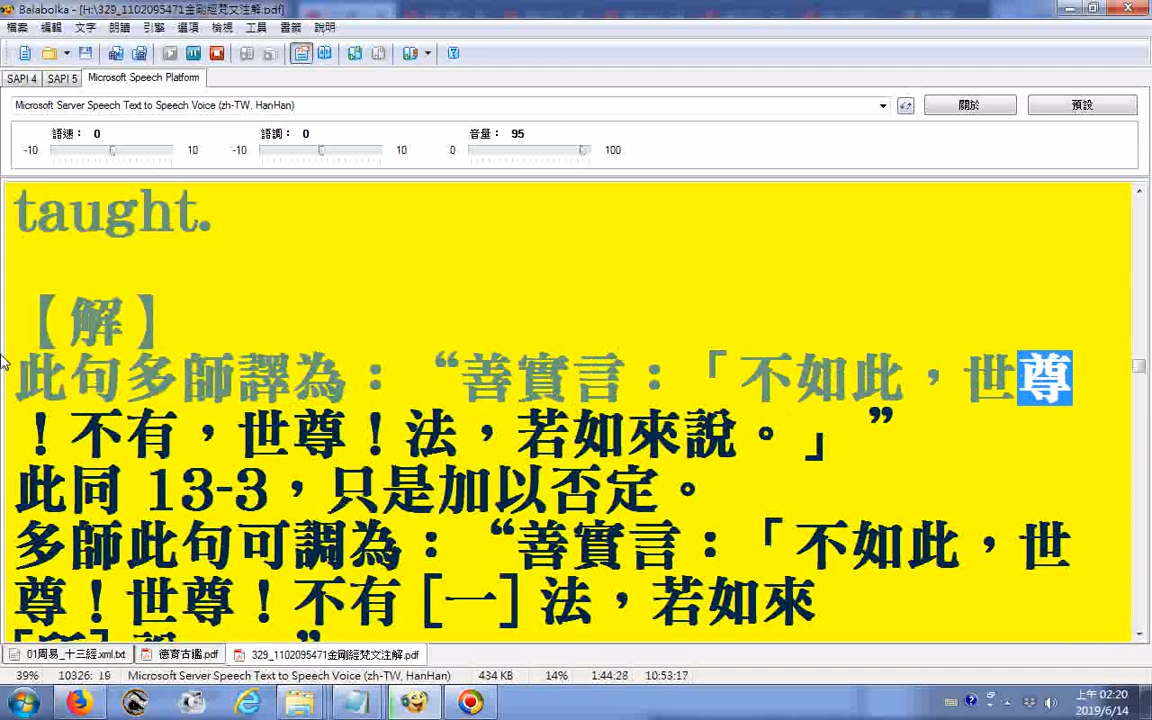 Balabolka - [H:\329_1102095471金剛經梵文注解.pdf]
檔案 編輯 文字 朗讀 引擎 選項 檢視 工具 書籤 說明
SAPI 4 SAPI 5 Microsoft Speech Platform
Microsoft Server Speech Text to Speech Voice (zh-TW, HanHan) 關於 預設
語速： 0 語調： 0 音量： 95
-10 10 -10 10 0 100
taught.
【解】
此句多師譯為：“善實言：「不如此，世尊
！不有，世尊！法，若如來說。」”
此同 13-3，只是加以否定。
多師此句可調為：“善實言：「不如此，世
尊！世尊！不有 [一] 法，若如來
01周易_十三經.xml.txt 德育古鑑.pdf 329_1102095471金剛經梵文注解.pdf
39% 10326: 19 Microsoft Server Speech Text to Speech Voice (zh-TW, HanHan) 434 KB 14% 1:44:28 10:53:17
上午 02:20
2019/6/14